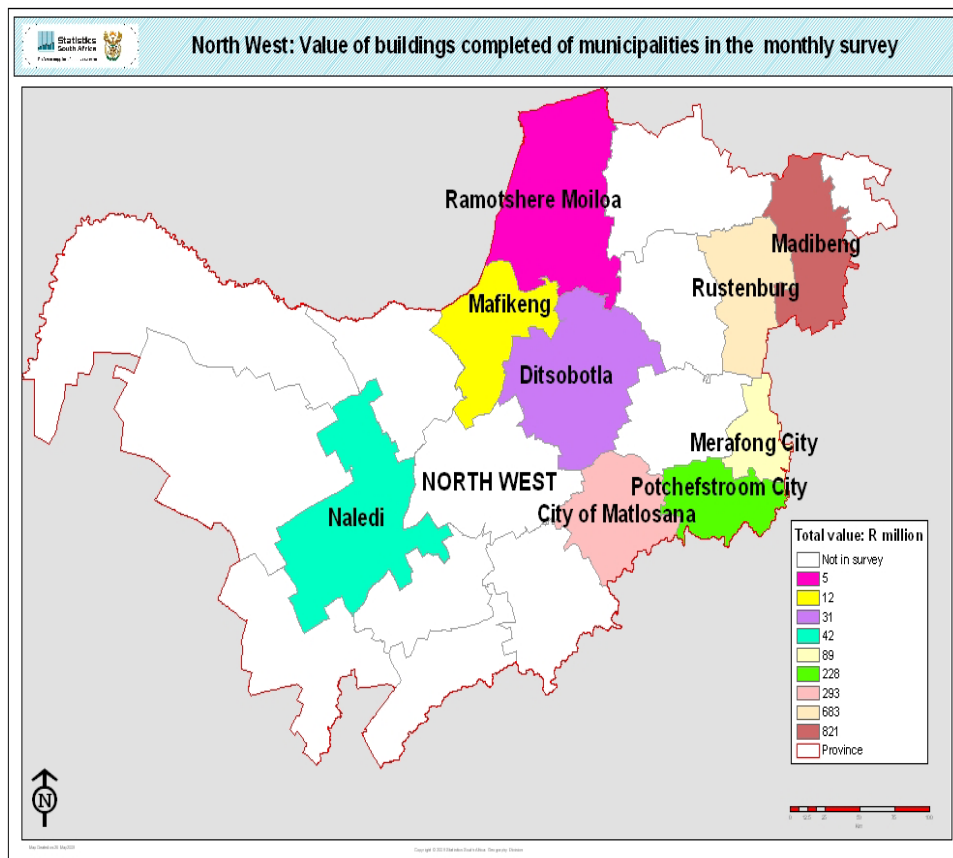 Statistics
South Africa
North West: Value of buildings completed of municipalities in the monthly survey
Ramotshere Moiloa
Madibeng
Rustenburg
Mafikeng
Ditsobotla
Merafong City
NORTH WEST
Potchefstroom City
City of Matlosana
Naledi
Total value: R million
Not in survey
5
12
31
42
89
228
293
683
821
Province
N